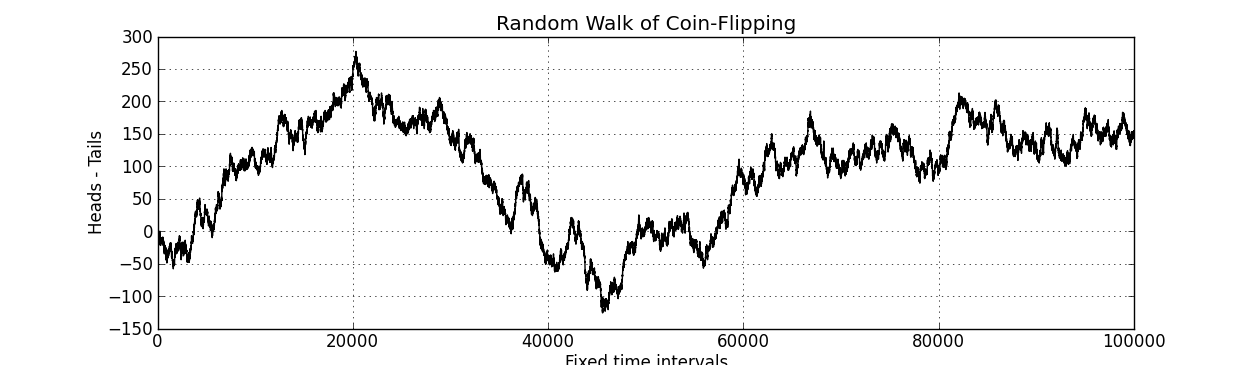 Random Walk of Coin-Flipping
300
250
200
150
100
50
0
−50
−100
−150
Heads - Tails
0 20000 40000 60000 80000 100000
Fixed time intervals